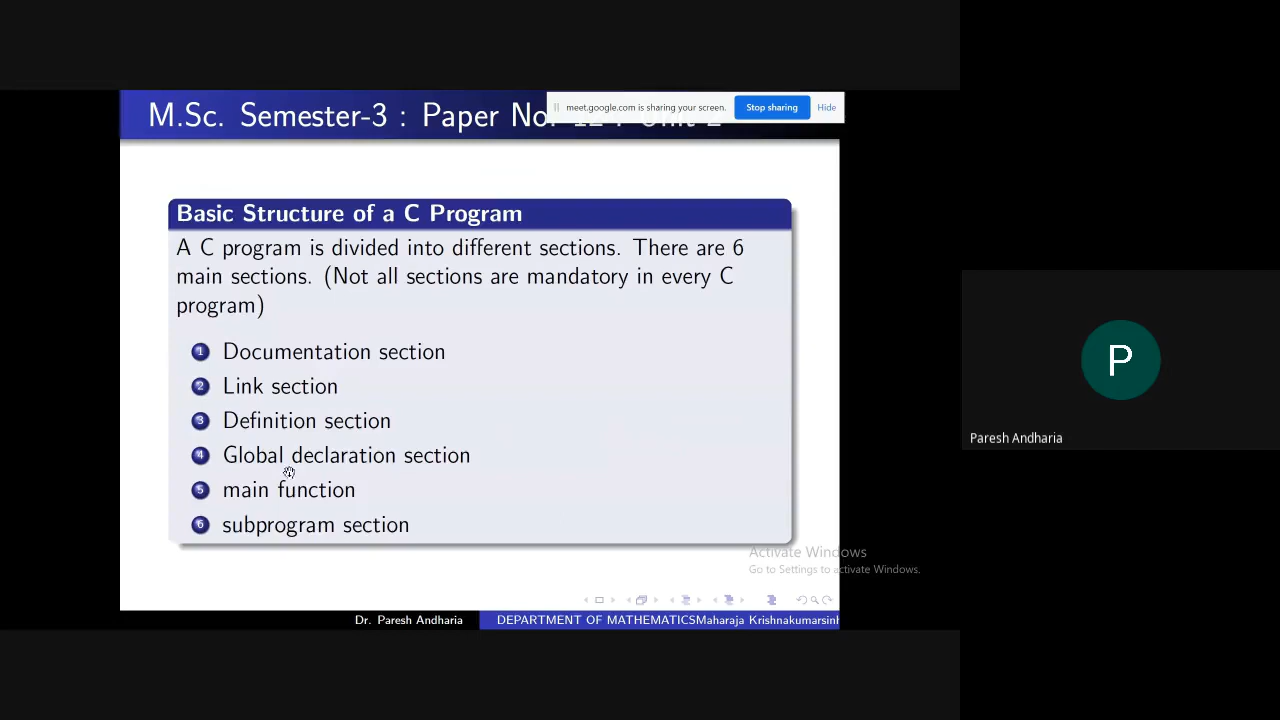 M.Sc. Semester-3 : Paper No. 12 : Unit 2
meet.google.com is sharing your screen.
Stop sharing
Hide
Basic Structure of a C Program
A C program is divided into different sections. There are 6
main sections. (Not all sections are mandatory in every C
program)
1 Documentation section
2 Link section
3 Definition section
4 Global declaration section
5 main function
6 subprogram section
P
Paresh Andharia
Activate Windows
Go to Settings to activate Windows.
Dr. Paresh Andharia
DEPARTMENT OF MATHEMATICSMaharaja Krishnakumarsinh